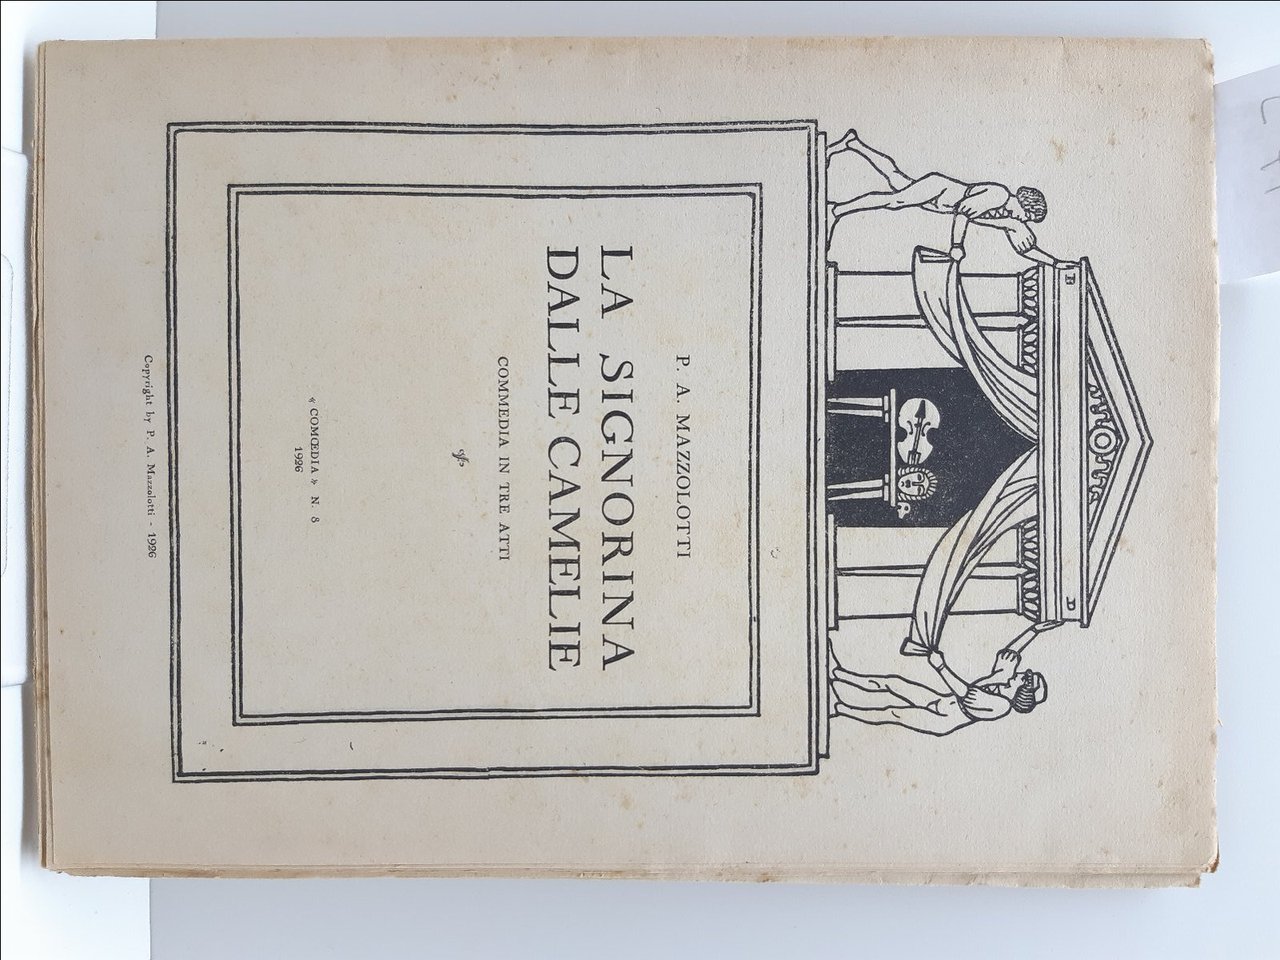 B D
P. A. MAZZOLOTTI
LA SIGNORINA
DALLE CAMELIE
COMMEDIA IN TRE ATTI
« COMŒDIA » N. 8
1926
Copyright by P. A. Mazzolotti - 1926